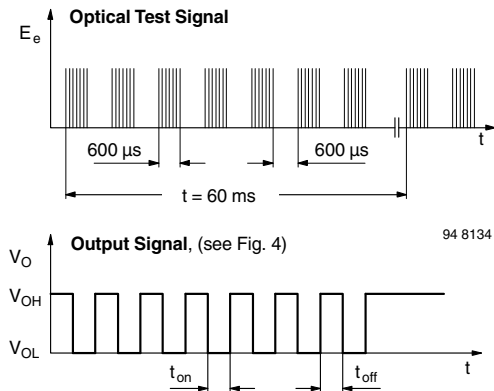 Optical Test Signal
E e
600 µs 600 µs
t
t = 60 ms
94 8134
Output Signal, (see Fig. 4)
V O
V OH
V OL
t on t off t